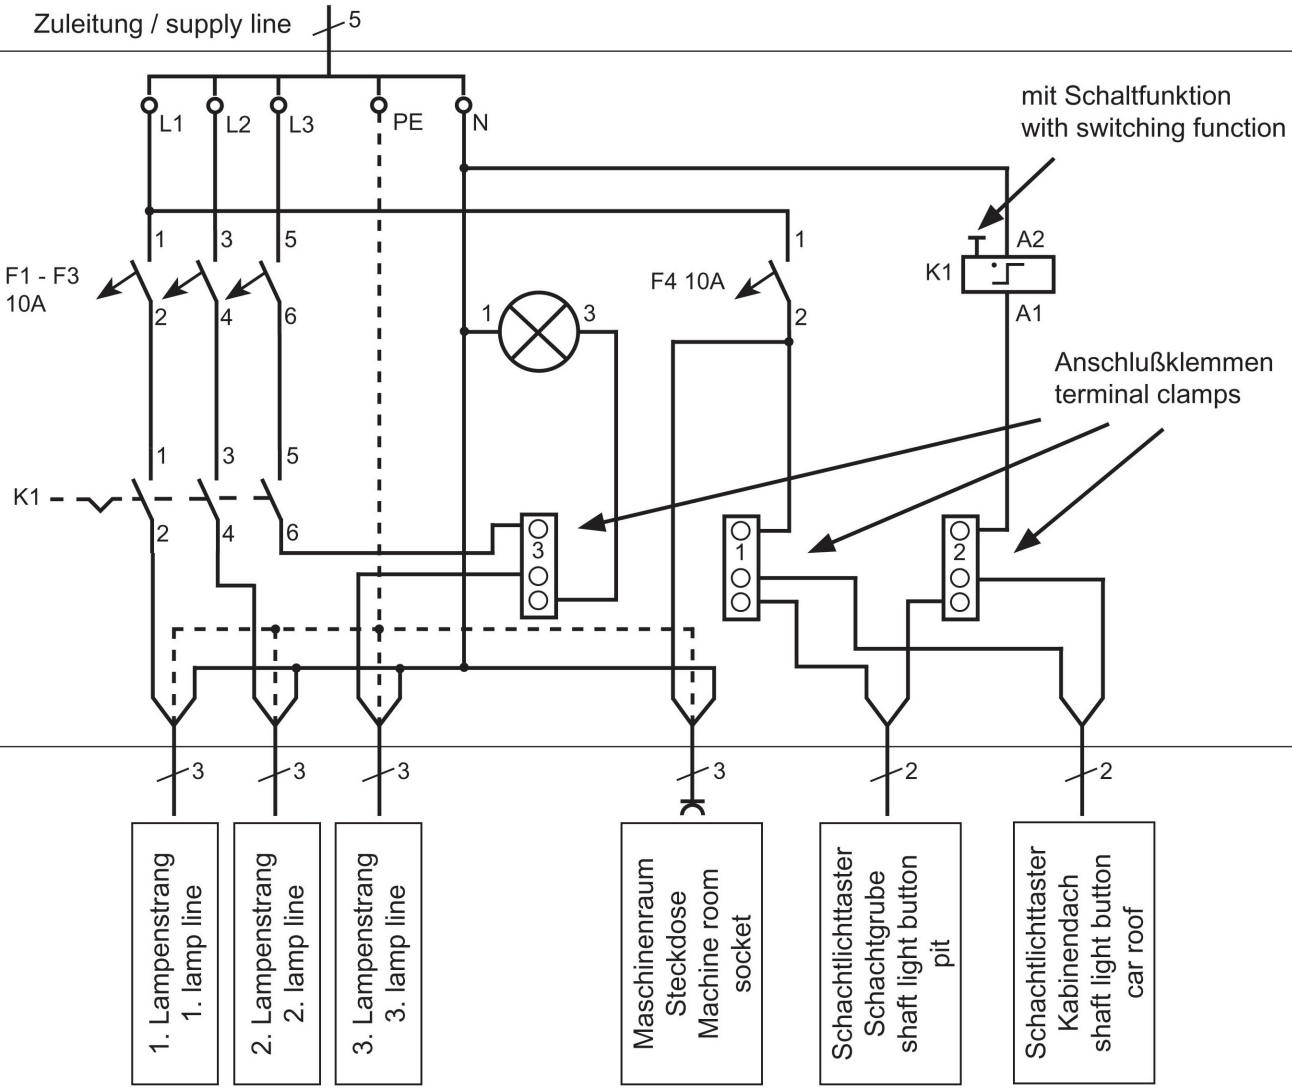 Zuleitung / supply line
5
mit Schaltfunktion
with switching function
L1
L2
L3
PE
N
1
3
5
1
A2
F1 - F3
10A
F4 10A
K1
2
4
6
1
3
2
A1
Anschlußklemmen
terminal clamps
1
3
5
K1
2
4
6
3
1
2
3
3
3
3
2
2
1. Lampenstrang
1. lamp line
2. Lampenstrang
2. lamp line
3. Lampenstrang
3. lamp line
Maschinenraum
Steckdose
Machine room
socket
Schachtlichttaster
Schachtgrube
shaft light button
pit
Schachtlichttaster
Kabinendach
shaft light button
car roof